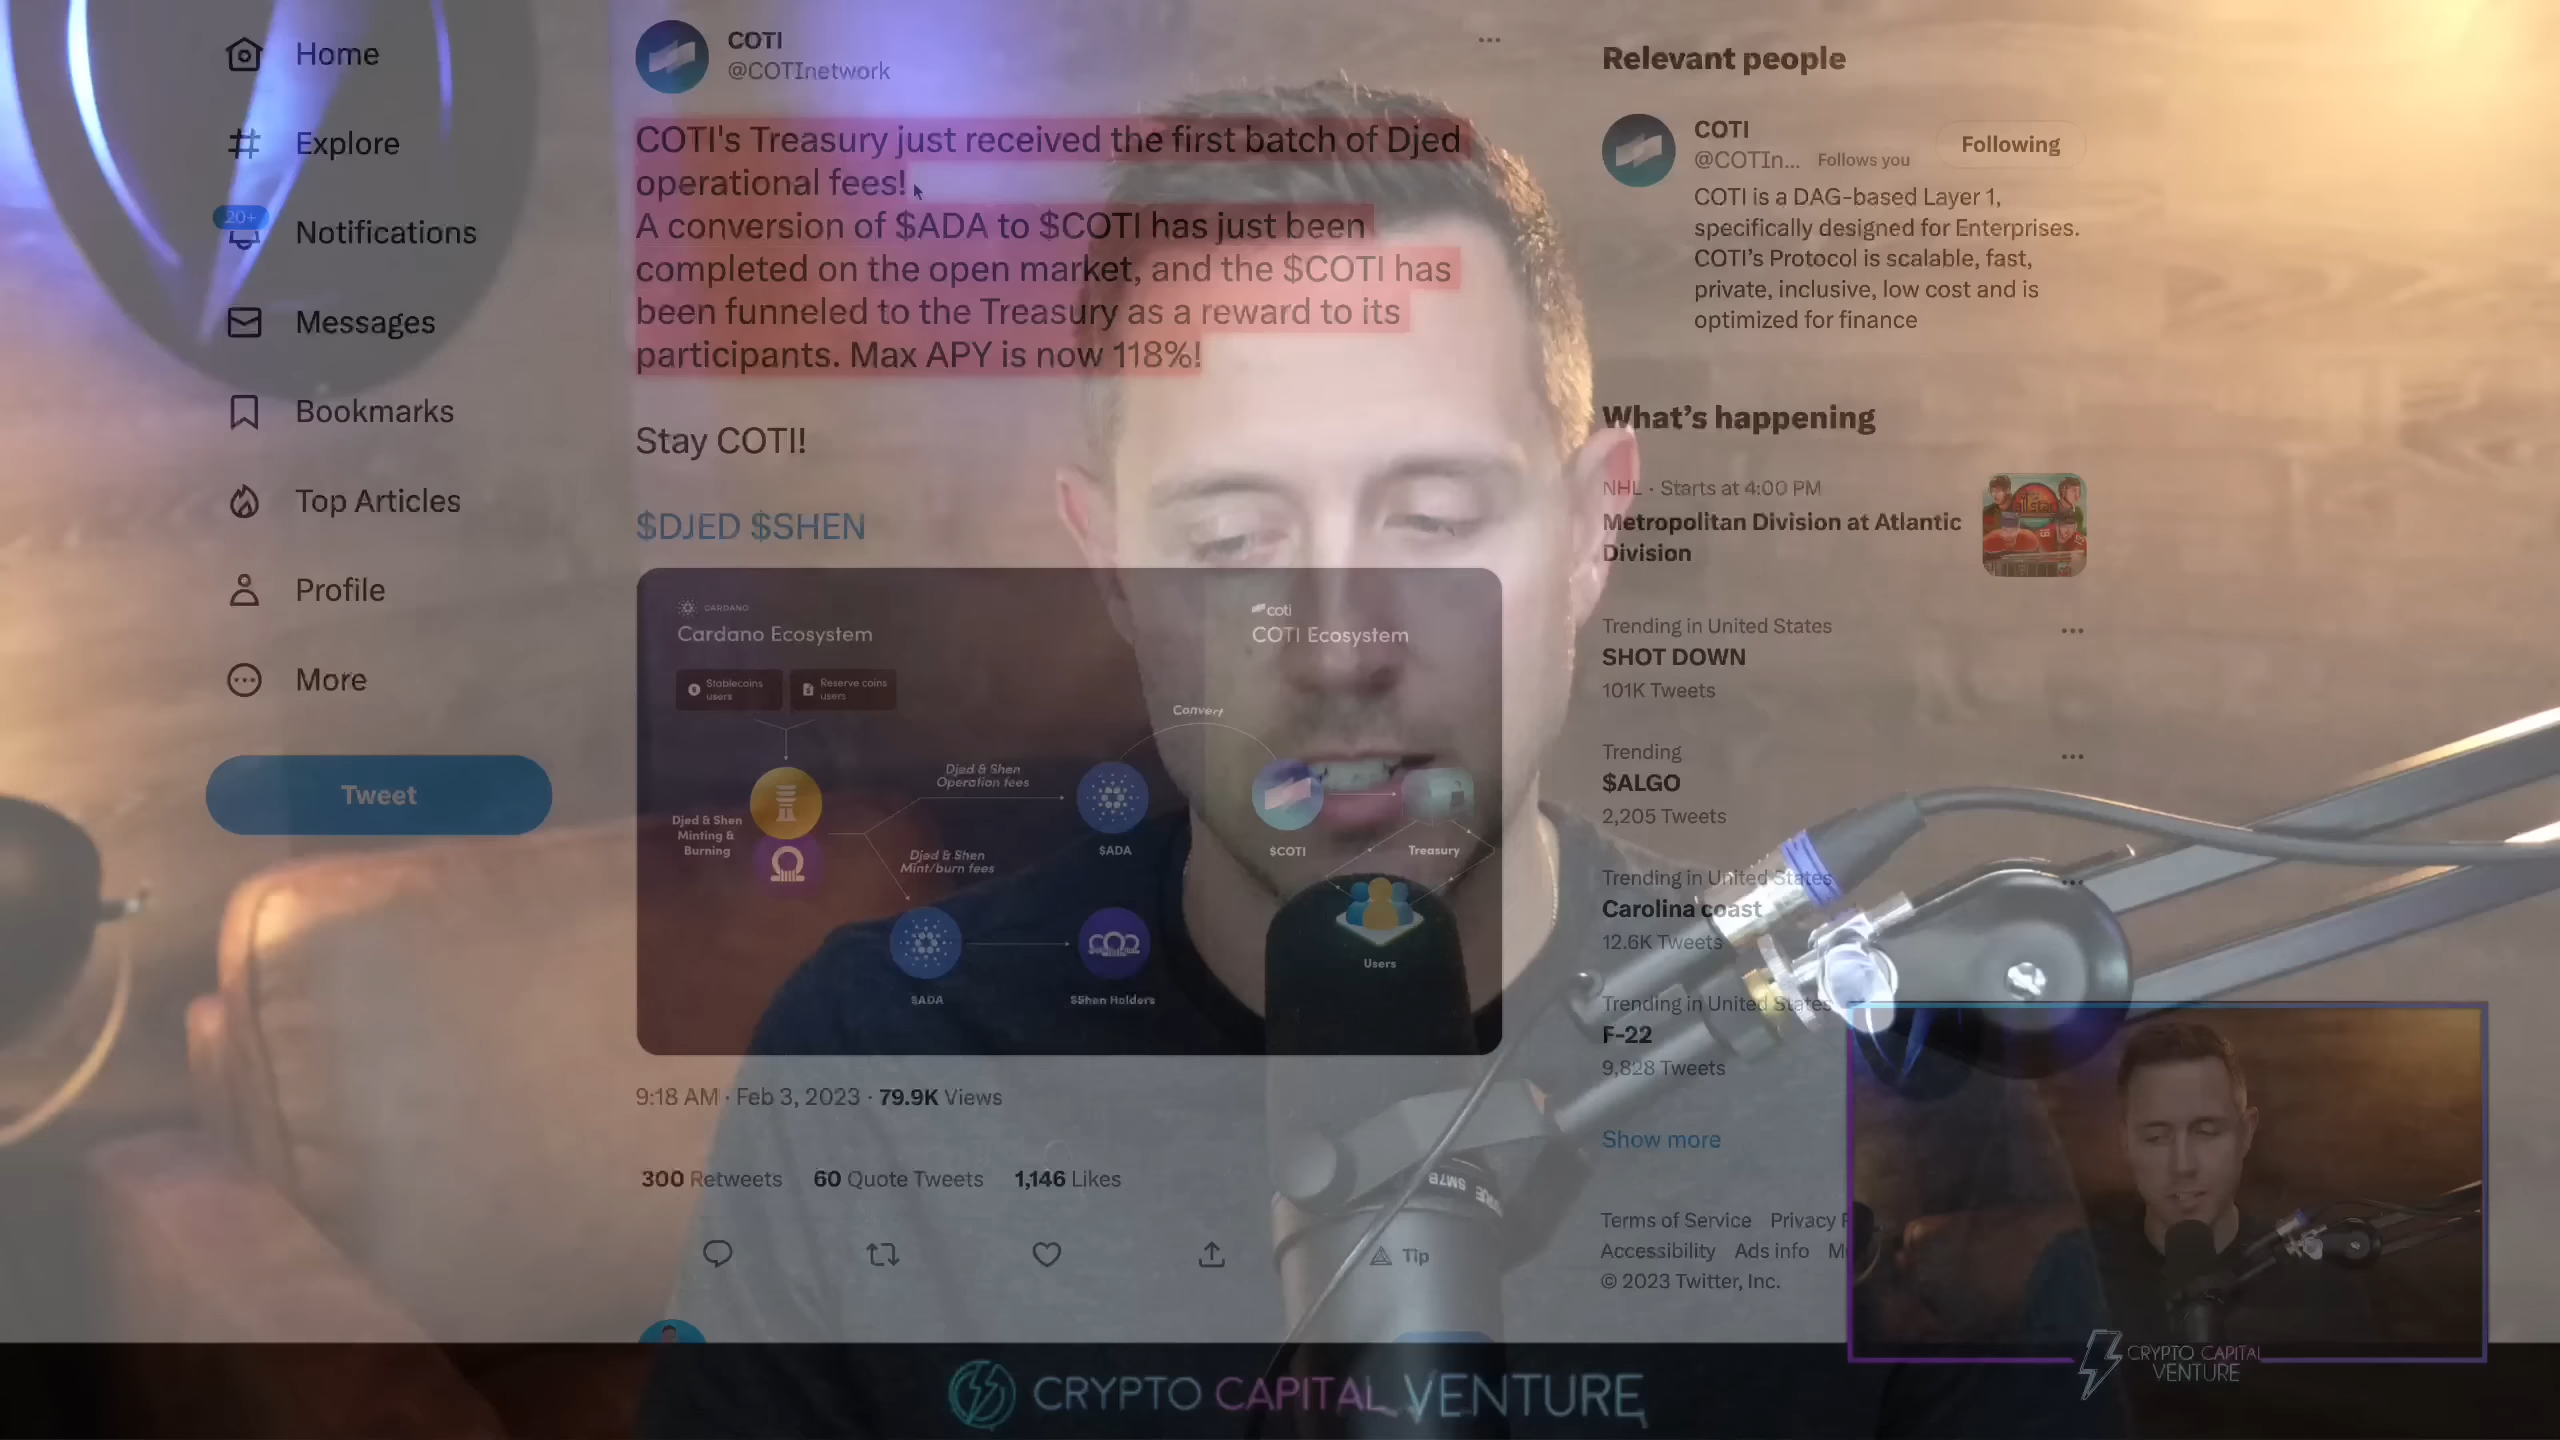 Home
Explore
20+
Notifications
Messages
Bookmarks
Top Articles
Profile
More
Tweet
COTI
@COTInetwork
COTI's Treasury just received the first batch of Djed
operational fees!
A conversion of $ADA to $COTI has just been
completed on the open market, and the $COTI has
been funneled to the Treasury as a reward to its
participants. Max APY is now 118%!
Stay COTI!
$DJED $SHEN
CARDANO
Cardano Ecosystem
Stablecoins
users
Reserve coins
users
coti
COTI Ecosystem
Convert
Djed & Shen
Operation fees
Djed & Shen
Minting &
Burning
Djed & Shen
Mint/burn fees
$ADA
$COTI
Treasury
$ADA
$Shen Holders
Users
9:18 AM · Feb 3, 2023 · 79.9K Views
300 Retweets 60 Quote Tweets 1,146 Likes
Tip
Relevant people
COTI
Following
@COTIn... Follows you
COTI is a DAG-based Layer 1,
specifically designed for Enterprises.
COTI's Protocol is scalable, fast,
private, inclusive, low cost and is
optimized for finance
What's happening
NHL · Starts at 4:00 PM
Metropolitan Division at Atlantic
Division
Trending in United States
SHOT DOWN
101K Tweets
Trending
$ALGO
2,205 Tweets
Trending in United States
Carolina coast
12.6K Tweets
Trending in United States
F-22
9,828 Tweets
Show more
Terms of Service Privacy
Accessibility Ads info
© 2023 Twitter, Inc.
SM7B
CRYPTO CAPITAL VENTURE
CRYPTO CAPITAL
VENTURE